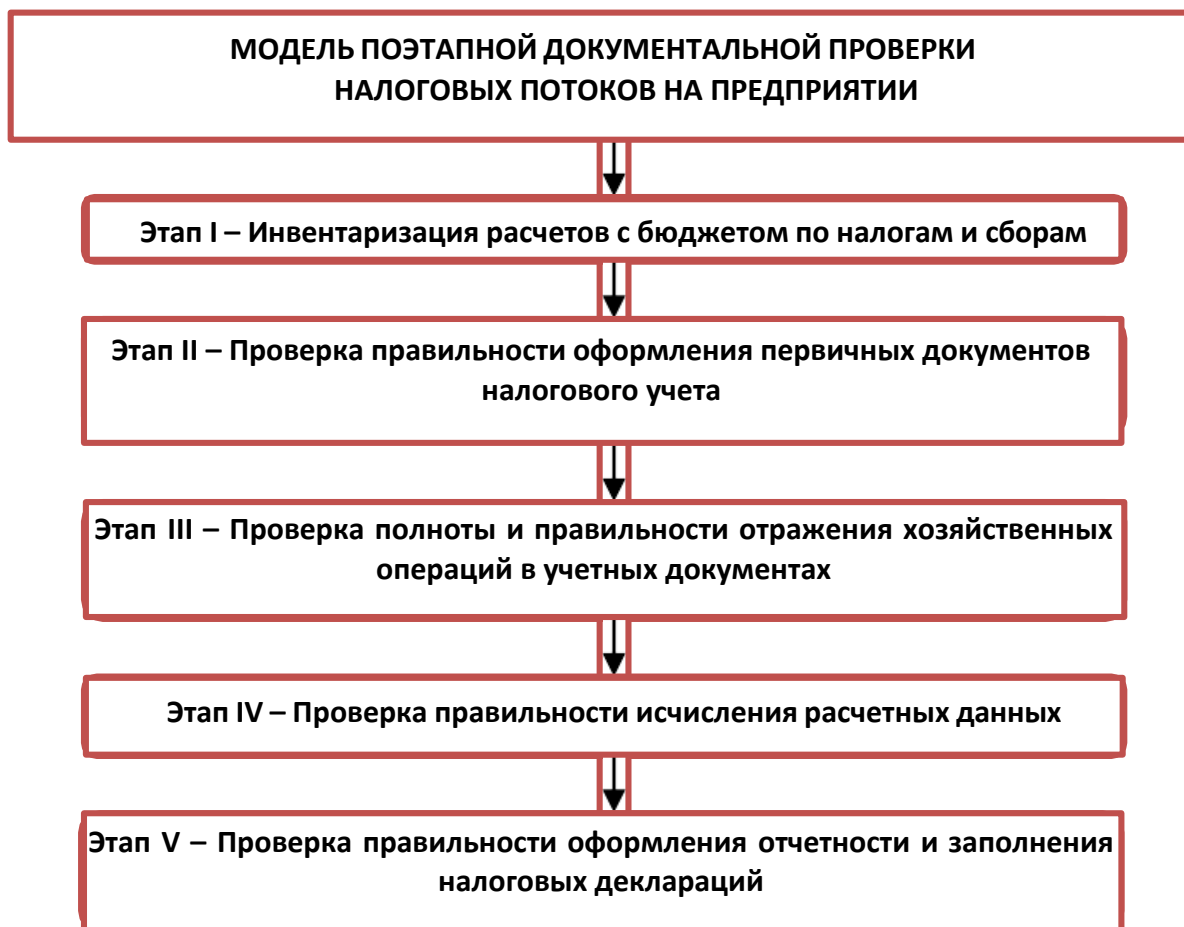 МОДЕЛЬ ПОЭТАПНОЙ ДОКУМЕНТАЛЬНОЙ ПРОВЕРКИ
НАЛОГОВЫХ ПОТОКОВ НА ПРЕДПРИЯТИИ
Этап I – Инвентаризация расчетов с бюджетом по налогам и сборам
Этап II – Проверка правильности оформления первичных документов
налогового учета
Этап III – Проверка полноты и правильности отражения хозяйственных
операций в учетных документах
Этап IV – Проверка правильности исчисления расчетных данных
Этап V – Проверка правильности оформления отчетности и заполнения
налоговых деклараций